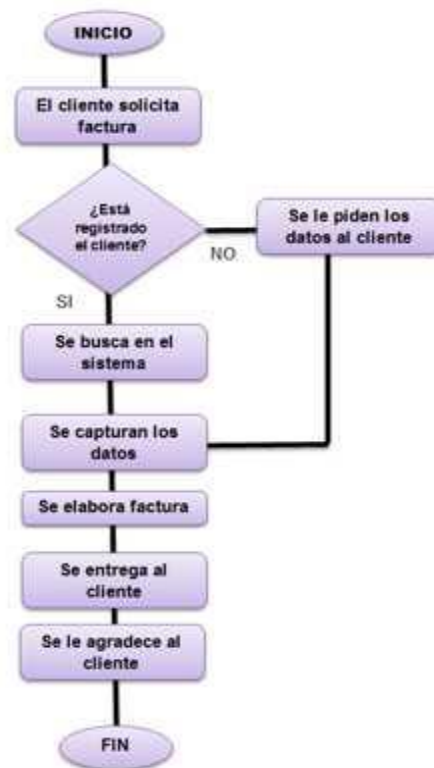 INICIO
El cliente solicita
factura
¿Está
registrado
el cliente?
NO
Se le piden los
datos al cliente
SI
Se busca en el
sistema
Se capturan los
datos
Se elabora factura
Se entrega al
cliente
Se le agradece al
cliente
FIN